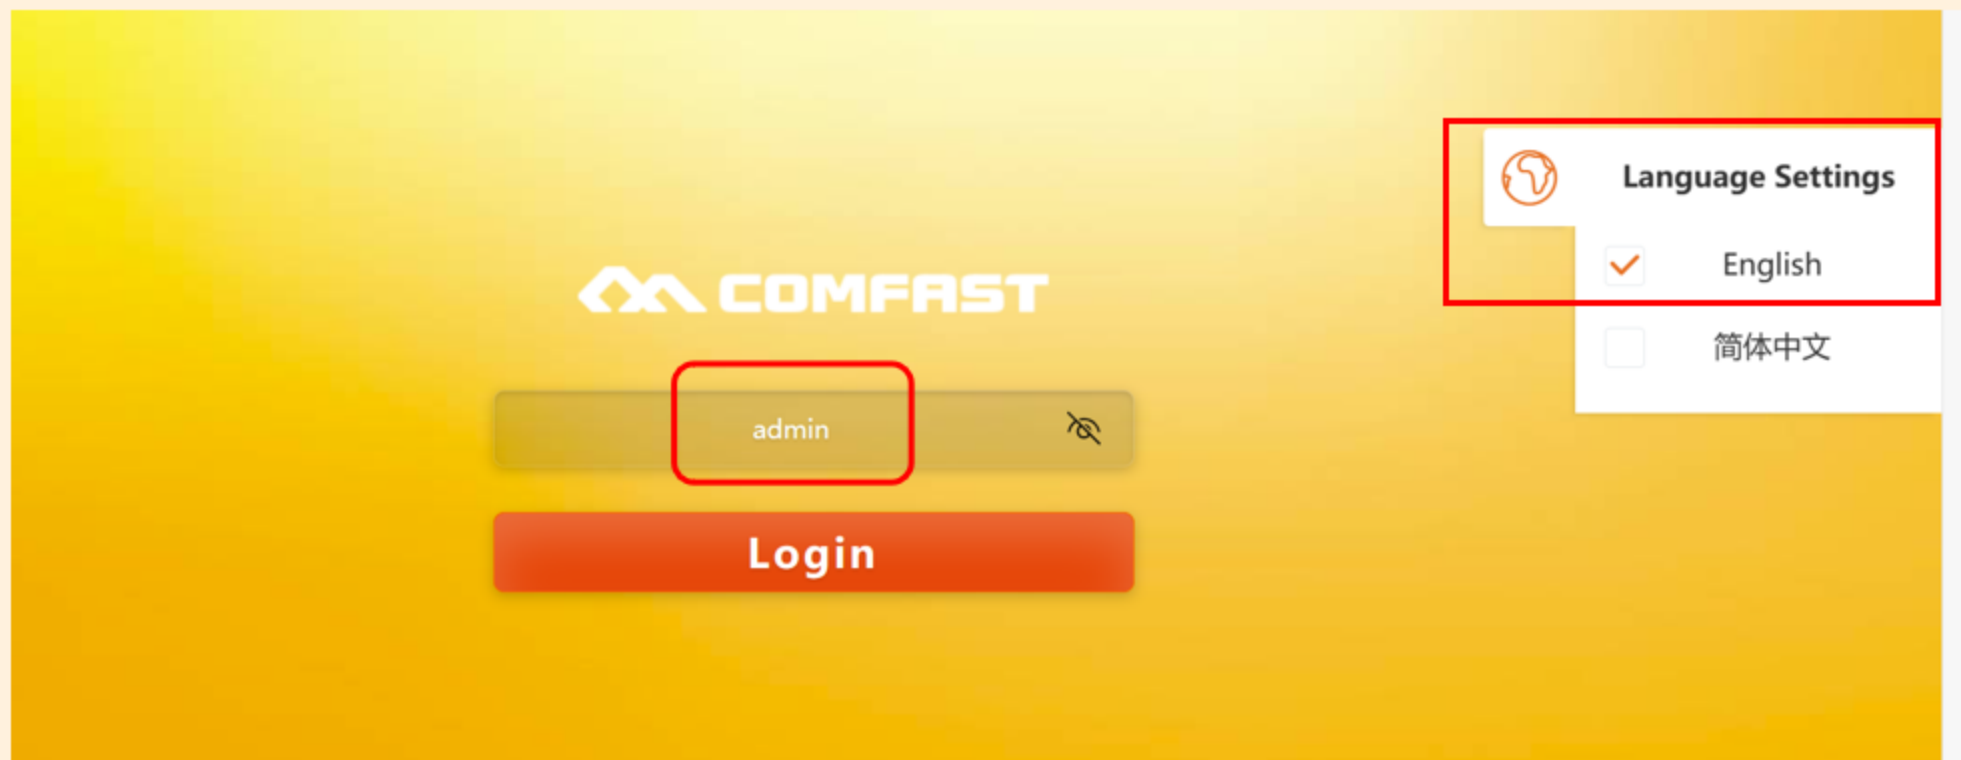 Language Settings
English
简体中文
COMFAST
admin
Login